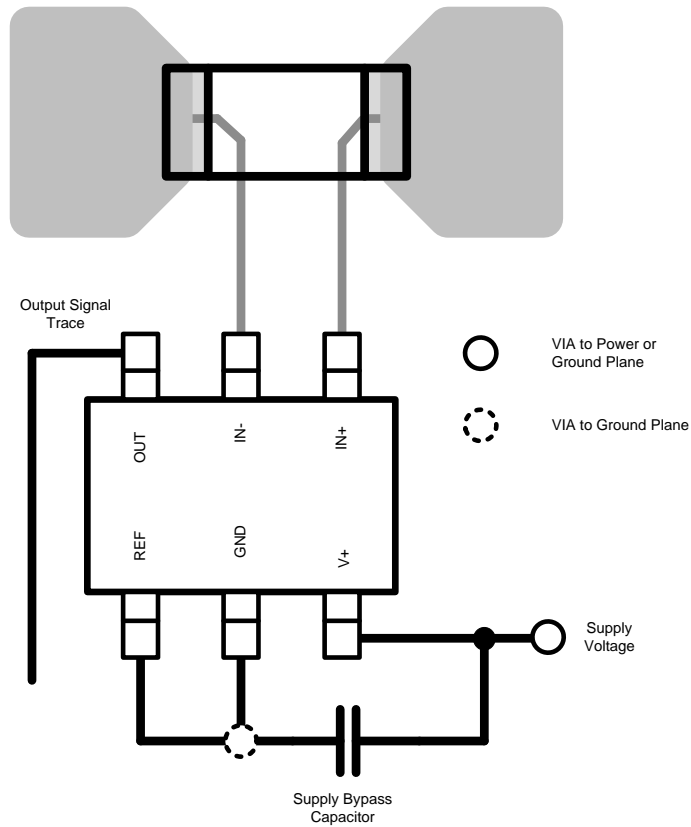 Output Signal
Trace
VIA to Power or
Ground Plane
VIA to Ground Plane
OUT
IN-
IN+
REF
GND
V+
Supply
Voltage
Supply Bypass
Capacitor